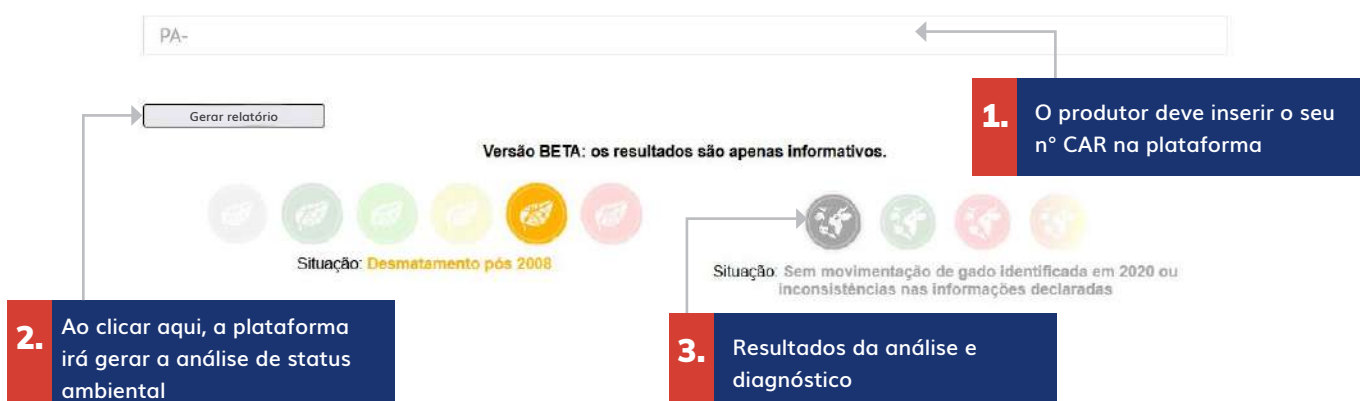 PA-
1.
O produtor deve inserir o seu
n° CAR na plataforma
Gerar relatório
Versão BETA: os resultados são apenas informativos.
Situação: Desmatamento pós 2008
Situação: Sem movimentação de gado identificada em 2020 ou
inconsistências nas informações declaradas
2.
Ao clicar aqui, a plataforma
irá gerar a análise de status
ambiental
3.
Resultados da análise e
diagnóstico